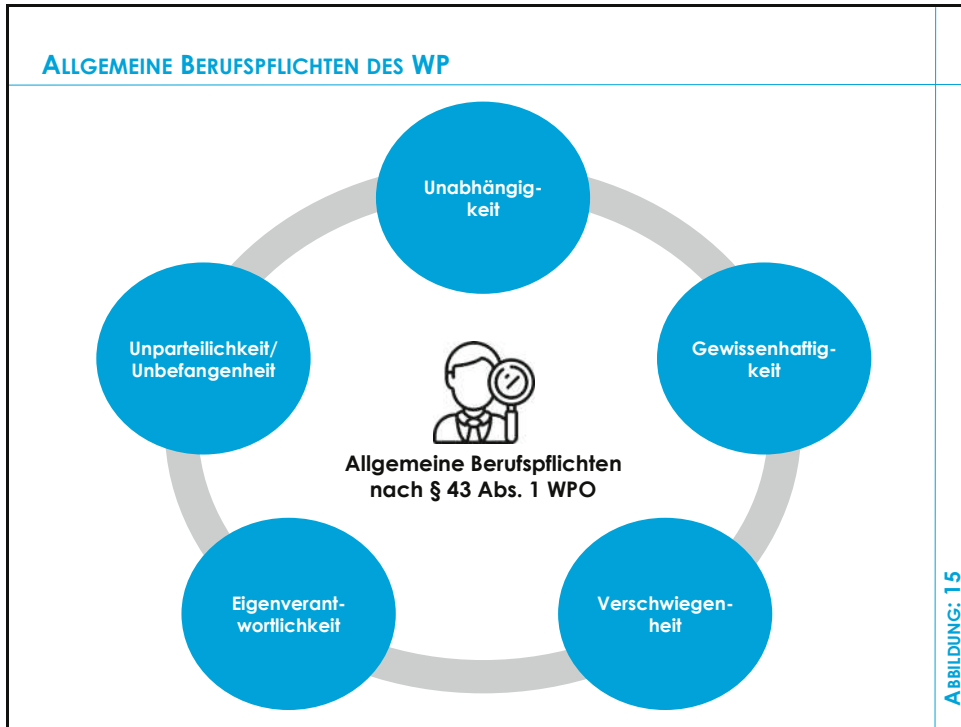 ALLGEMEINE BERUFSPFLICHTEN DES WP
Unabhängig-
keit
Unparteilichkeit/
Unbefangenheit
Gewissenhaftig-
keit
Allgemeine Berufspflichten
nach § 43 Abs. 1 WPO
Eigenverant-
wortlichkeit
Verschwiegen-
heit
ABBILDUNG: 15